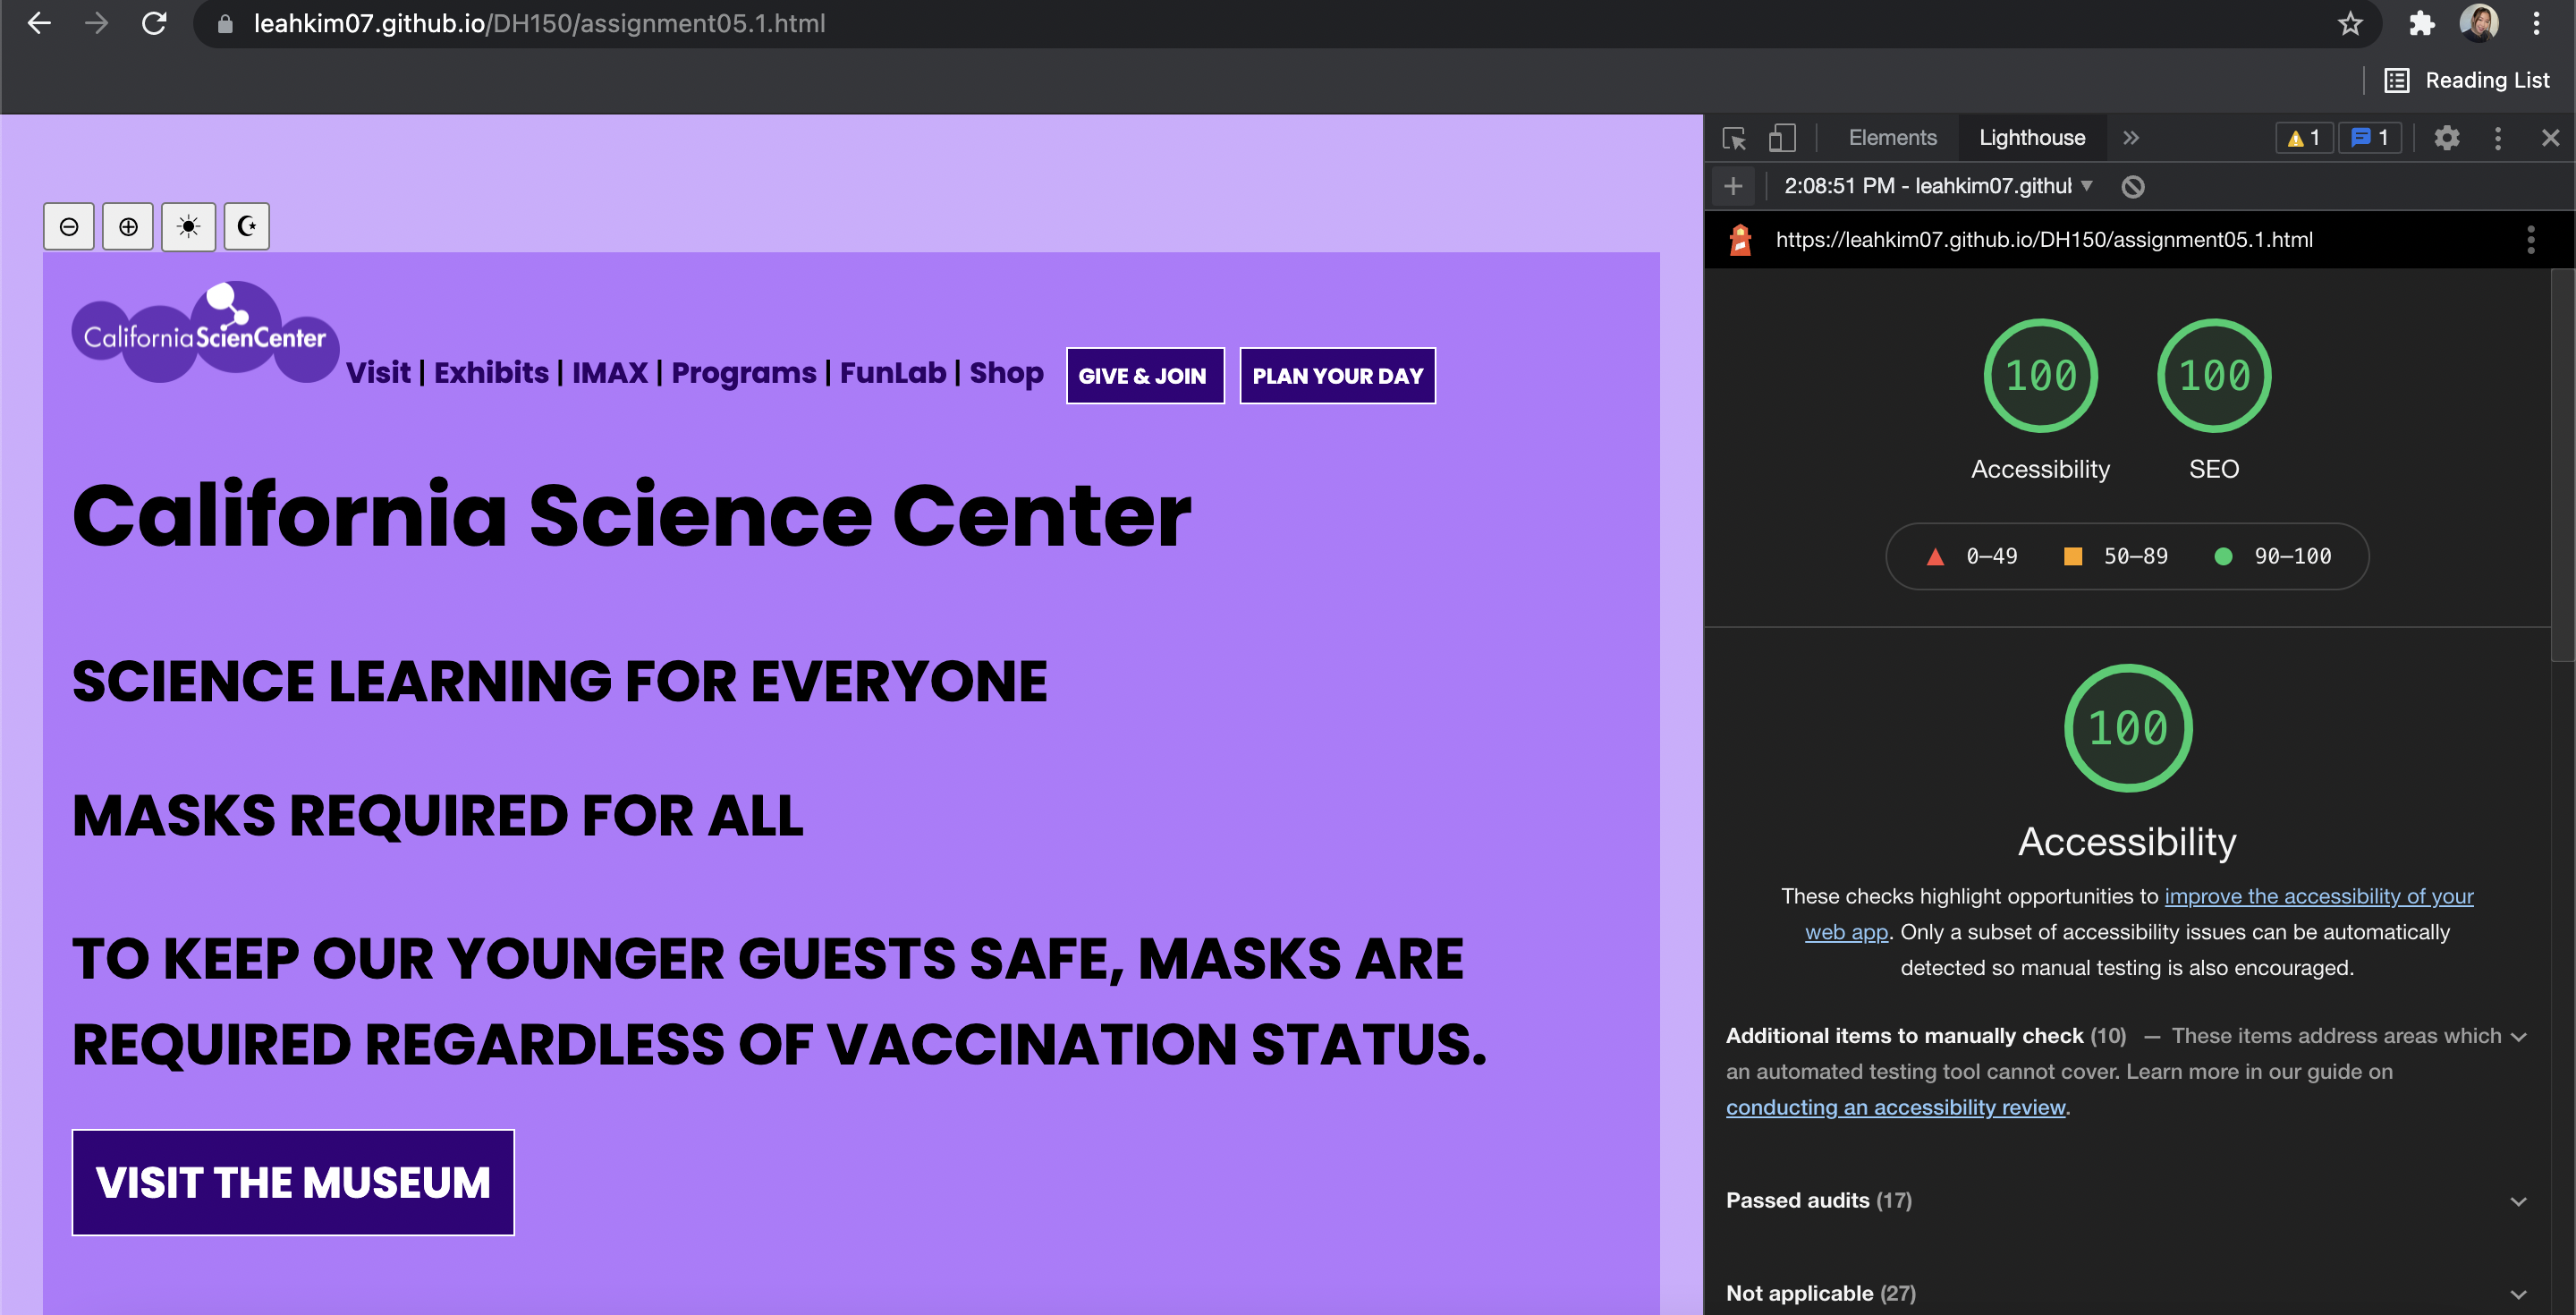 leahkim07.github.io/DH150/assignment05.1.html
Reading List
Elements Lighthouse 1 1
2:08:51 PM - leahkim07.githul
https://leahkim07.github.io/DH150/assignment05.1.html
California ScienCenter
Visit | Exhibits | IMAX | Programs | FunLab | Shop GIVE & JOIN PLAN YOUR DAY
California Science Center
SCIENCE LEARNING FOR EVERYONE
MASKS REQUIRED FOR ALL
TO KEEP OUR YOUNGER GUESTS SAFE, MASKS ARE
REQUIRED REGARDLESS OF VACCINATION STATUS.
VISIT THE MUSEUM
100 100
Accessibility SEO
0–49 50–89 90–100
100
Accessibility
These checks highlight opportunities to improve the accessibility of your
web app. Only a subset of accessibility issues can be automatically
detected so manual testing is also encouraged.
Additional items to manually check (10) — These items address areas which
an automated testing tool cannot cover. Learn more in our guide on
conducting an accessibility review.
Passed audits (17)
Not applicable (27)